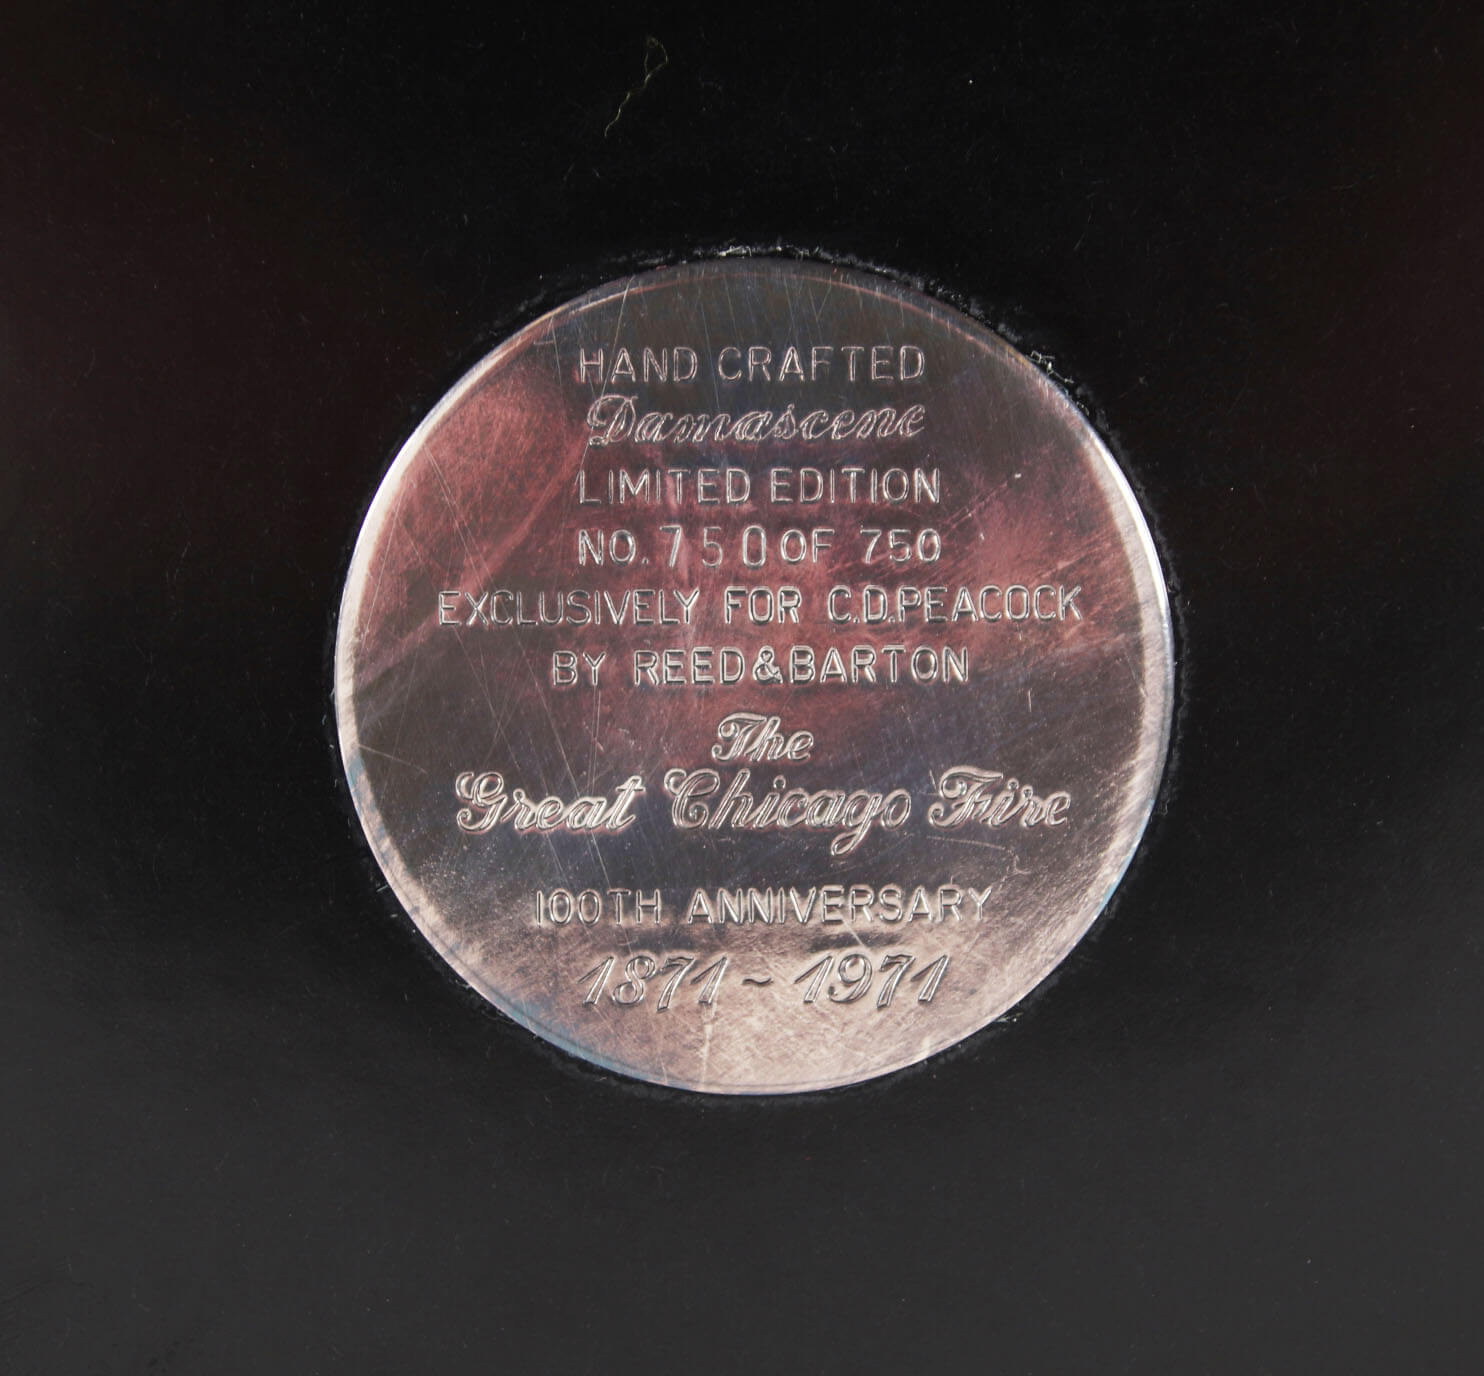 HAND CRAFTED
Damascene
LIMITED EDITION
NO. 750 OF 750
EXCLUSIVELY FOR C.D.PEACOCK
BY REED&BARTON
The
Great Chicago Fire
100TH ANNIVERSARY
1871~1971